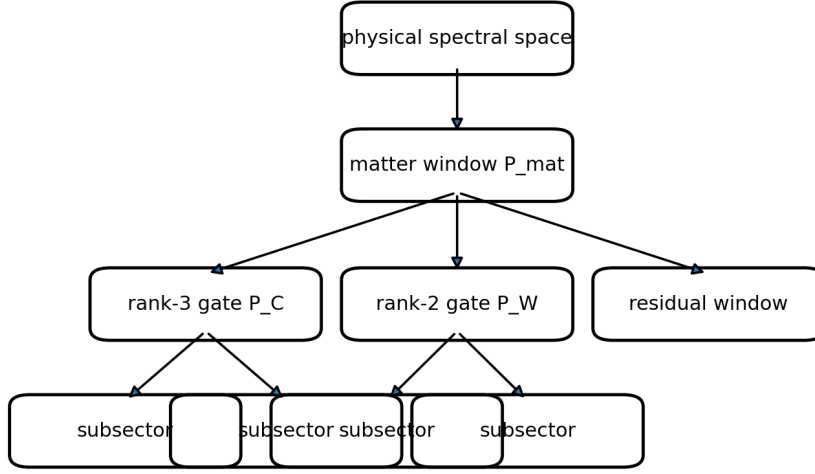 physical spectral space
matter window P_mat
rank-3 gate P_C
rank-2 gate P_W
residual window
subsector
subsector
subsector
subsector